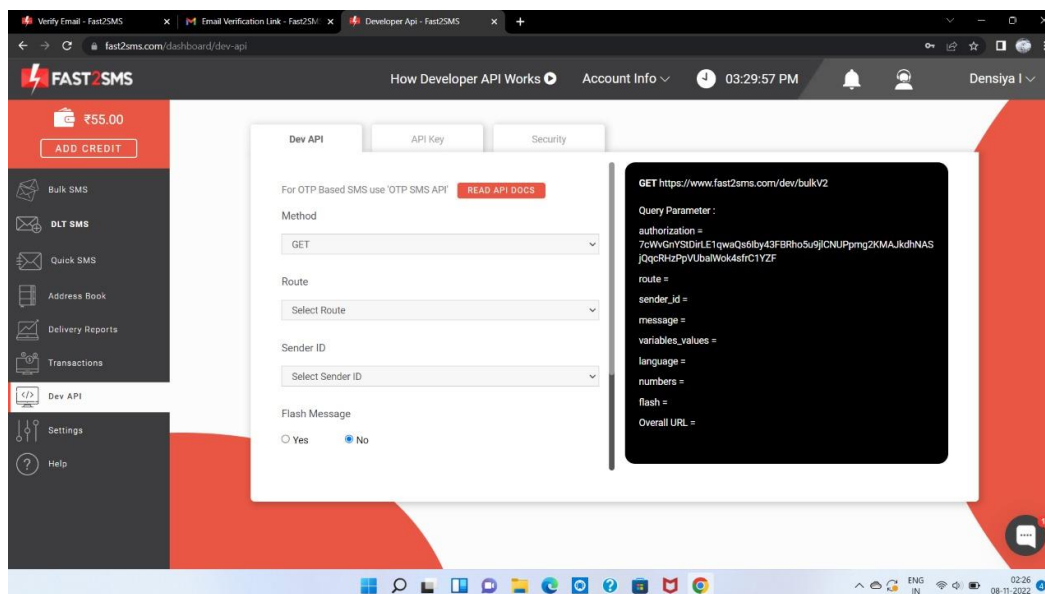 Verify Email - Fast2SMS
Email Verification Link - Fast2SM
Developer Api - Fast2SMS
fast2sms.com/dashboard/dev-api
FAST2SMS
How Developer API Works
Account Info
03:29:57 PM
Densiya I
₹55.00
ADD CREDIT
Bulk SMS
DLT SMS
Quick SMS
Address Book
Delivery Reports
Transactions
Dev API
Settings
Help
Dev API
API Key
Security
For OTP Based SMS use 'OTP SMS API'
READ API DOCS
Method
GET
Route
Select Route
Sender ID
Select Sender ID
Flash Message
Yes
No
GET https://www.fast2sms.com/dev/bulkV2
Query Parameter :
authorization =
route =
sender_id =
message =
variables_values =
language =
numbers =
flash =
Overall URL =
ENG
IN
02:26
08-11-2022